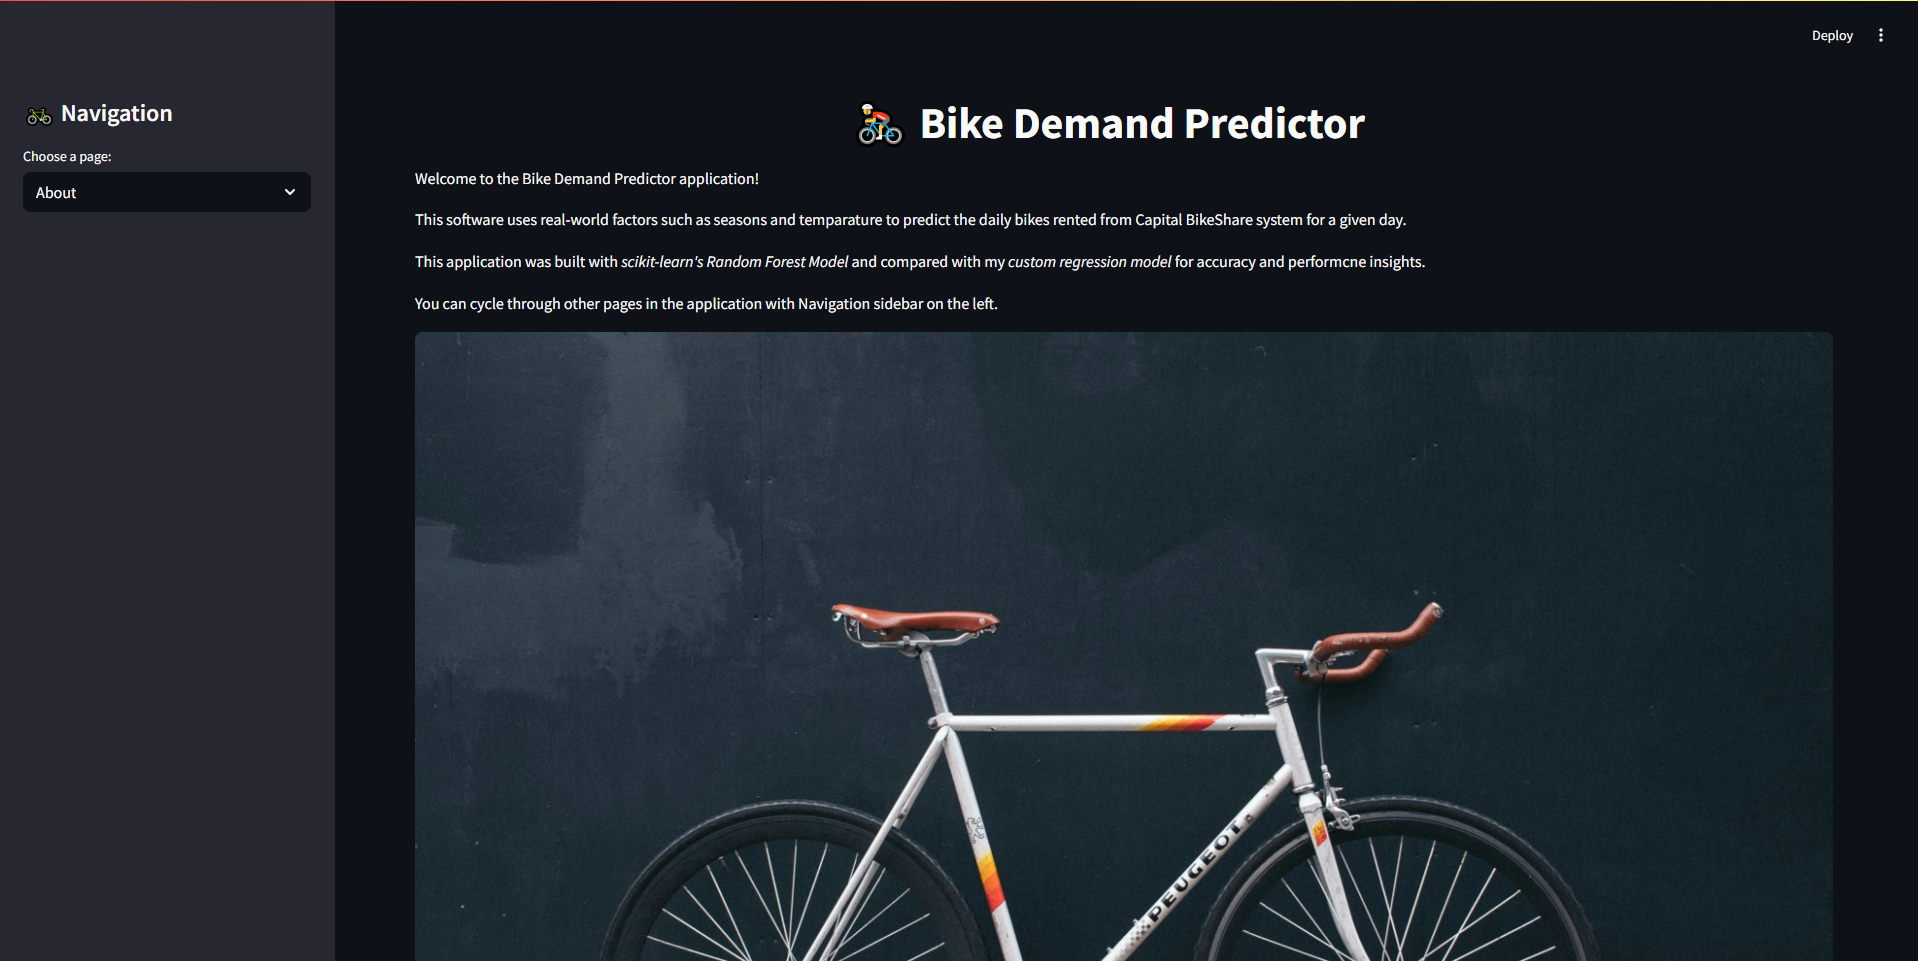 Deploy
Navigation
Choose a page:
About
Bike Demand Predictor
Welcome to the Bike Demand Predictor application!
This software uses real-world factors such as seasons and temparature to predict the daily bikes rented from Capital BikeShare system for a given day.
This application was built with scikit-learn's Random Forest Model and compared with my custom regression model for accuracy and performcne insights.
You can cycle through other pages in the application with Navigation sidebar on the left.
PEUGEOT